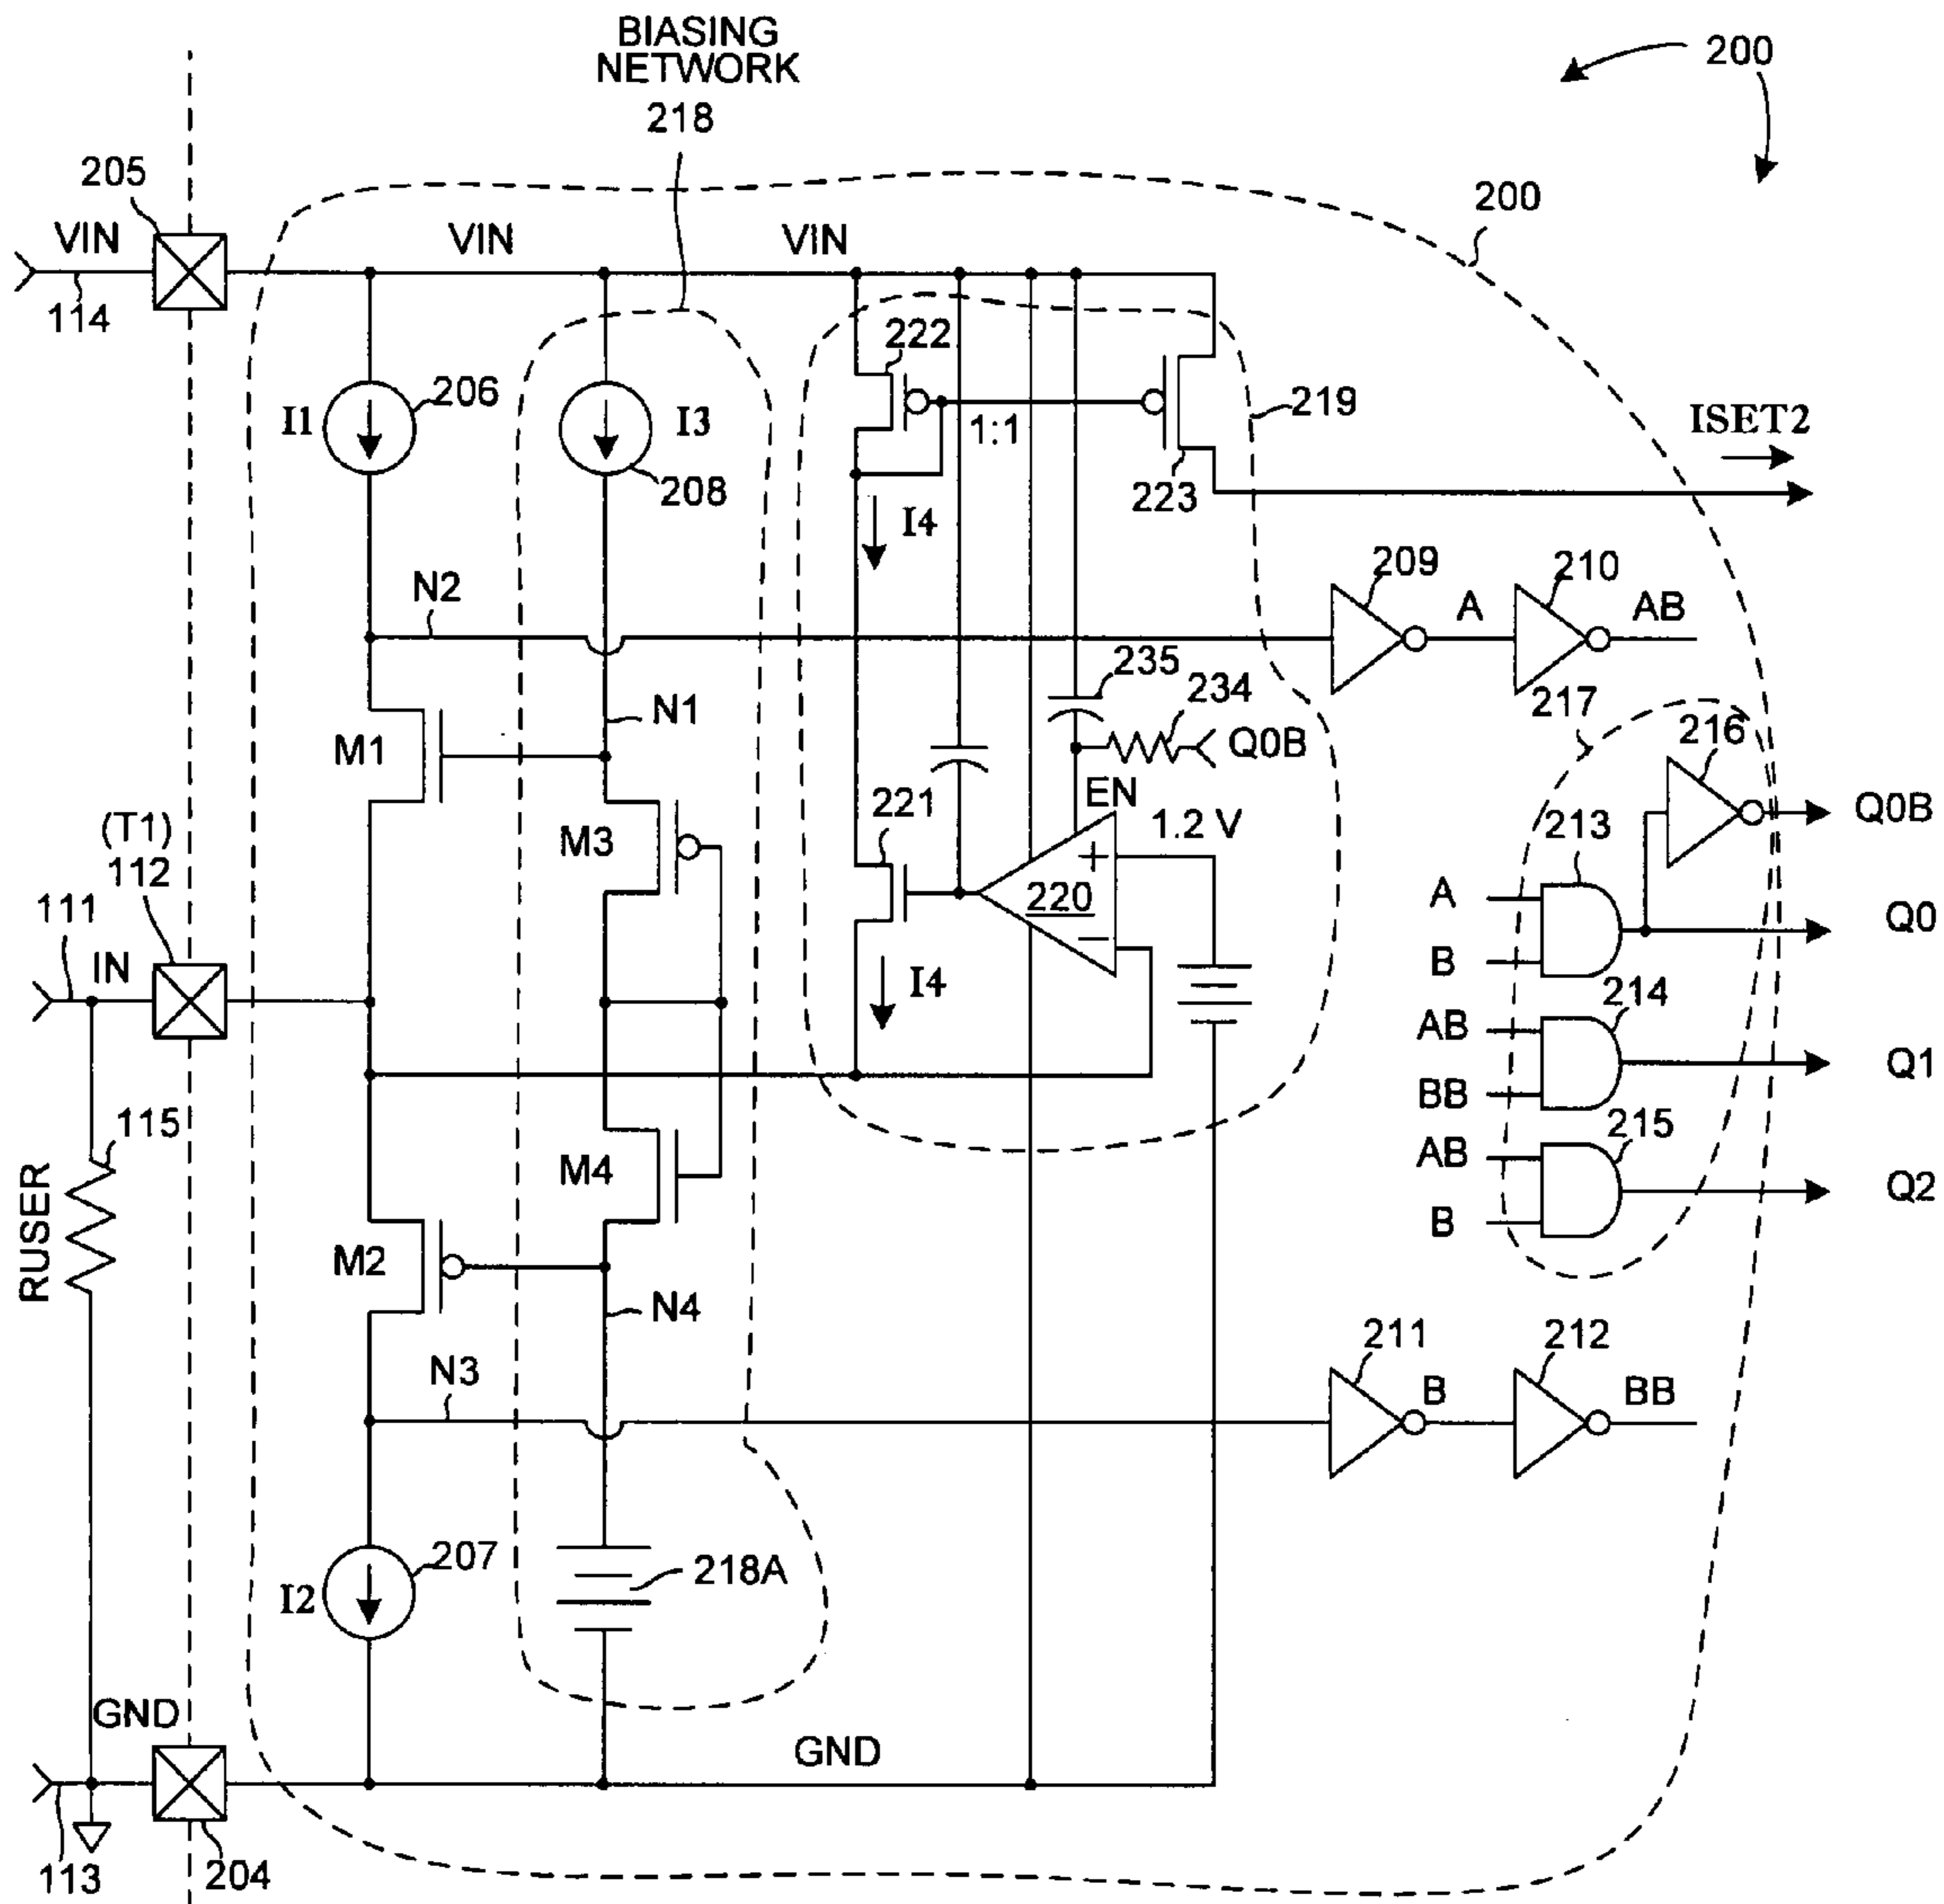 BIASING
NETWORK
218
200
205
VIN
VIN
VIN
200
114
222
206
I1
I3
208
1:1
219
ISET2
223
I4
N2
209
A
210
AB
235
234
Q0B
N1
217
216
M1
EN
221
1.2 V
213
Q0B
(T1)
112
M3
+
220
−
A
B
Q0
111
IN
I4
214
AB
BB
Q1
115
215
RUSER
M4
AB
B
Q2
M2
N4
N3
211
B
212
BB
207
I2
218A
GND
GND
113
204